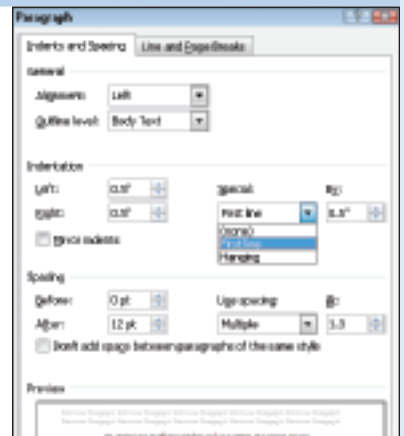 Paragraph
Indents and Spacing Line and Page Breaks
General
Alignment: Left
Outline level: Body Text
Indentation
Left: 0.5" Special: By:
Right: 0.5" First line 0.5"
Mirror indents (none)
First line
Hanging
Spacing
Before: 0 pt Line spacing: At:
After: 12 pt Multiple 1.3
Don't add space between paragraphs of the same style
Preview